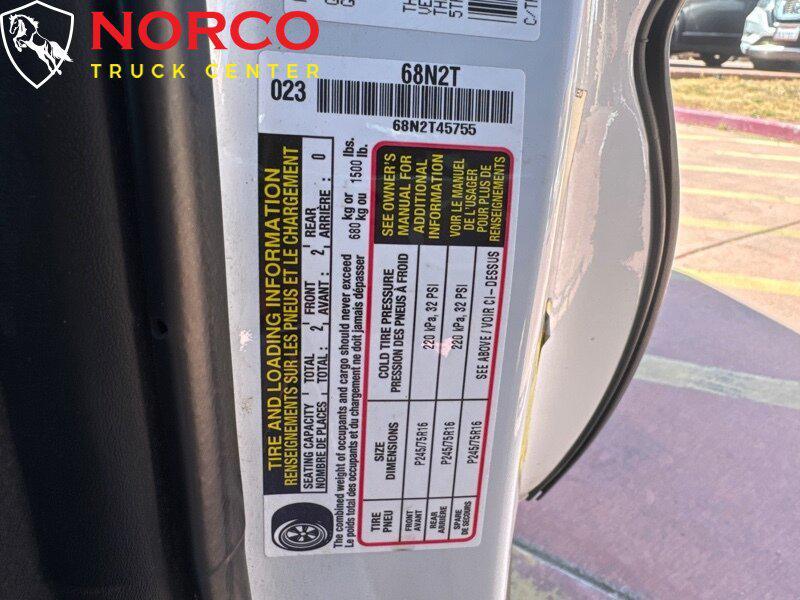 NORCO
TRUCK CENTER
023
68N2T
68N2T45755
TIRE AND LOADING INFORMATION
RENSEIGNEMENTS SUR LES PNEUS ET LE CHARGEMENT
SEATING CAPACITY TOTAL 2, FRONT 2, REAR 0
NOMBRE DE PLACES TOTAL : AVANT : ARRIÈRE :
The combined weight of occupants and cargo should never exceed 680 kg or 1500 lbs.
Le poids total des occupants et du chargement ne doit jamais dépasser kg ou lb.
TIRE
PNEU
SIZE
DIMENSIONS
COLD TIRE PRESSURE
PRESSION DES PNEUS À FROID
FRONT
AVANT
P245/75R16
220 kPa, 32 PSI
REAR
ARRIÈRE
P245/75R16
220 kPa, 32 PSI
SPARE
DE SECOURS
P245/75R16
SEE ABOVE / VOIR CI-DESSUS
SEE OWNER'S
MANUAL FOR
ADDITIONAL
INFORMATION
VOIR LE MANUEL
DE L'USAGER
POUR PLUS DE
RENSEIGNEMENTS